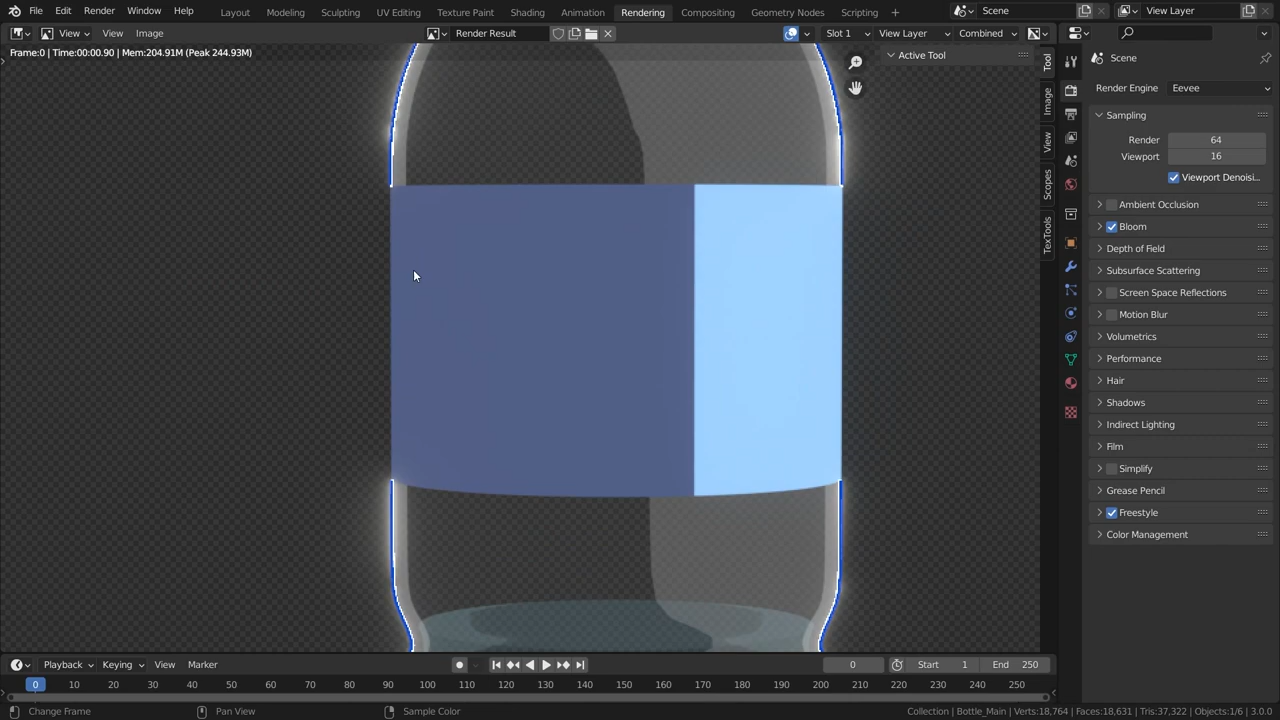 File Edit Render Window Help Layout Modeling Sculpting UV Editing Texture Paint Shading Animation Rendering Compositing Geometry Nodes Scripting + Scene View Layer
View View Image Render Result Slot 1 View Layer Combined
Frame:0 | Time:00:00.90 | Mem:204.91M (Peak 244.93M)
Active Tool
Tool
Image
View
Scopes
TexTools
Scene
Render Engine Eevee
Sampling
Render 64
Viewport 16
Viewport Denoisi...
Ambient Occlusion
Bloom
Depth of Field
Subsurface Scattering
Screen Space Reflections
Motion Blur
Volumetrics
Performance
Hair
Shadows
Indirect Lighting
Film
Simplify
Grease Pencil
Freestyle
Color Management
Playback Keying View Marker 0 Start 1 End 250
0 10 20 30 40 50 60 70 80 90 100 110 120 130 140 150 160 170 180 190 200 210 220 230 240 250
Change Frame Pan View Sample Color Collection | Bottle_Main | Verts:18,764 | Faces:18,631 | Tris:37,322 | Objects:1/6 | 3.0.0